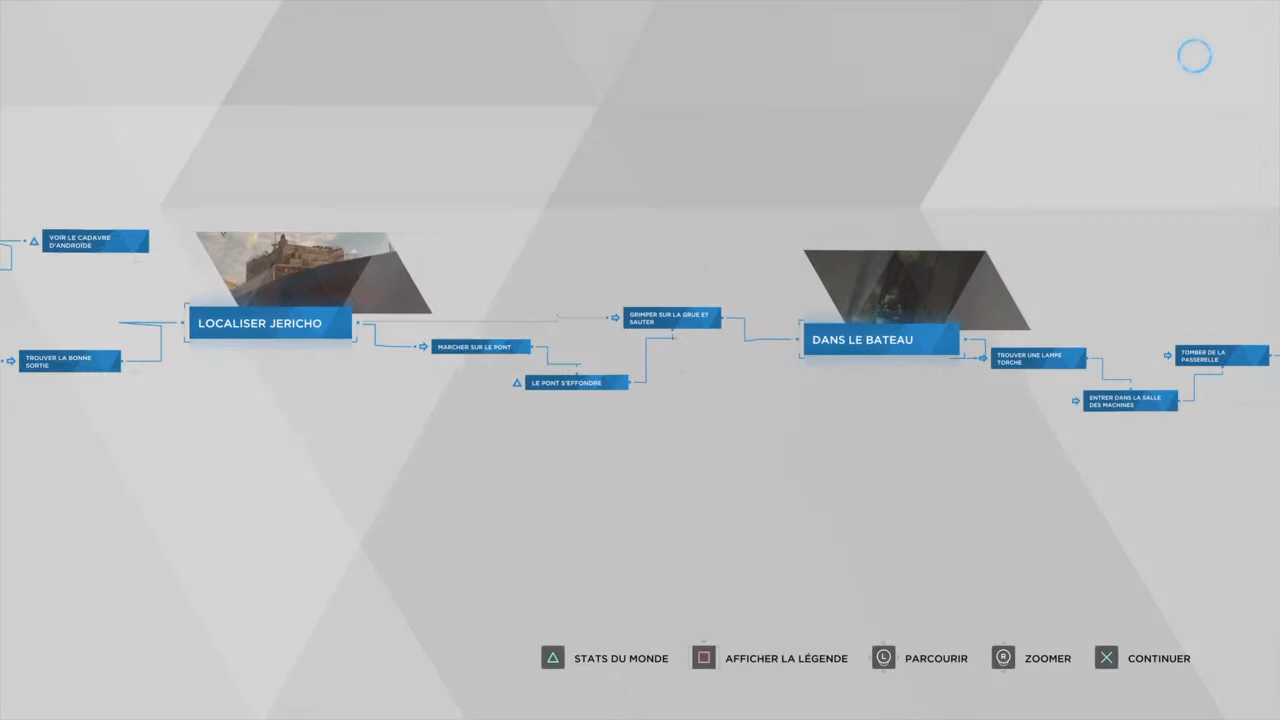 VOIR LE CADAVRE
D'ANDROÏDE
TROUVER LA BONNE
SORTIE
LOCALISER JERICHO
MARCHER SUR LE PONT
LE PONT S'EFFONDRE
GRIMPER SUR LA GRUE ET
SAUTER
DANS LE BATEAU
TROUVER UNE LAMPE
TORCHE
ENTRER DANS LA SALLE
DES MACHINES
TOMBER DE LA
PASSERELLE
STATS DU MONDE
AFFICHER LA LÉGENDE
L
PARCOURIR
R
ZOOMER
CONTINUER